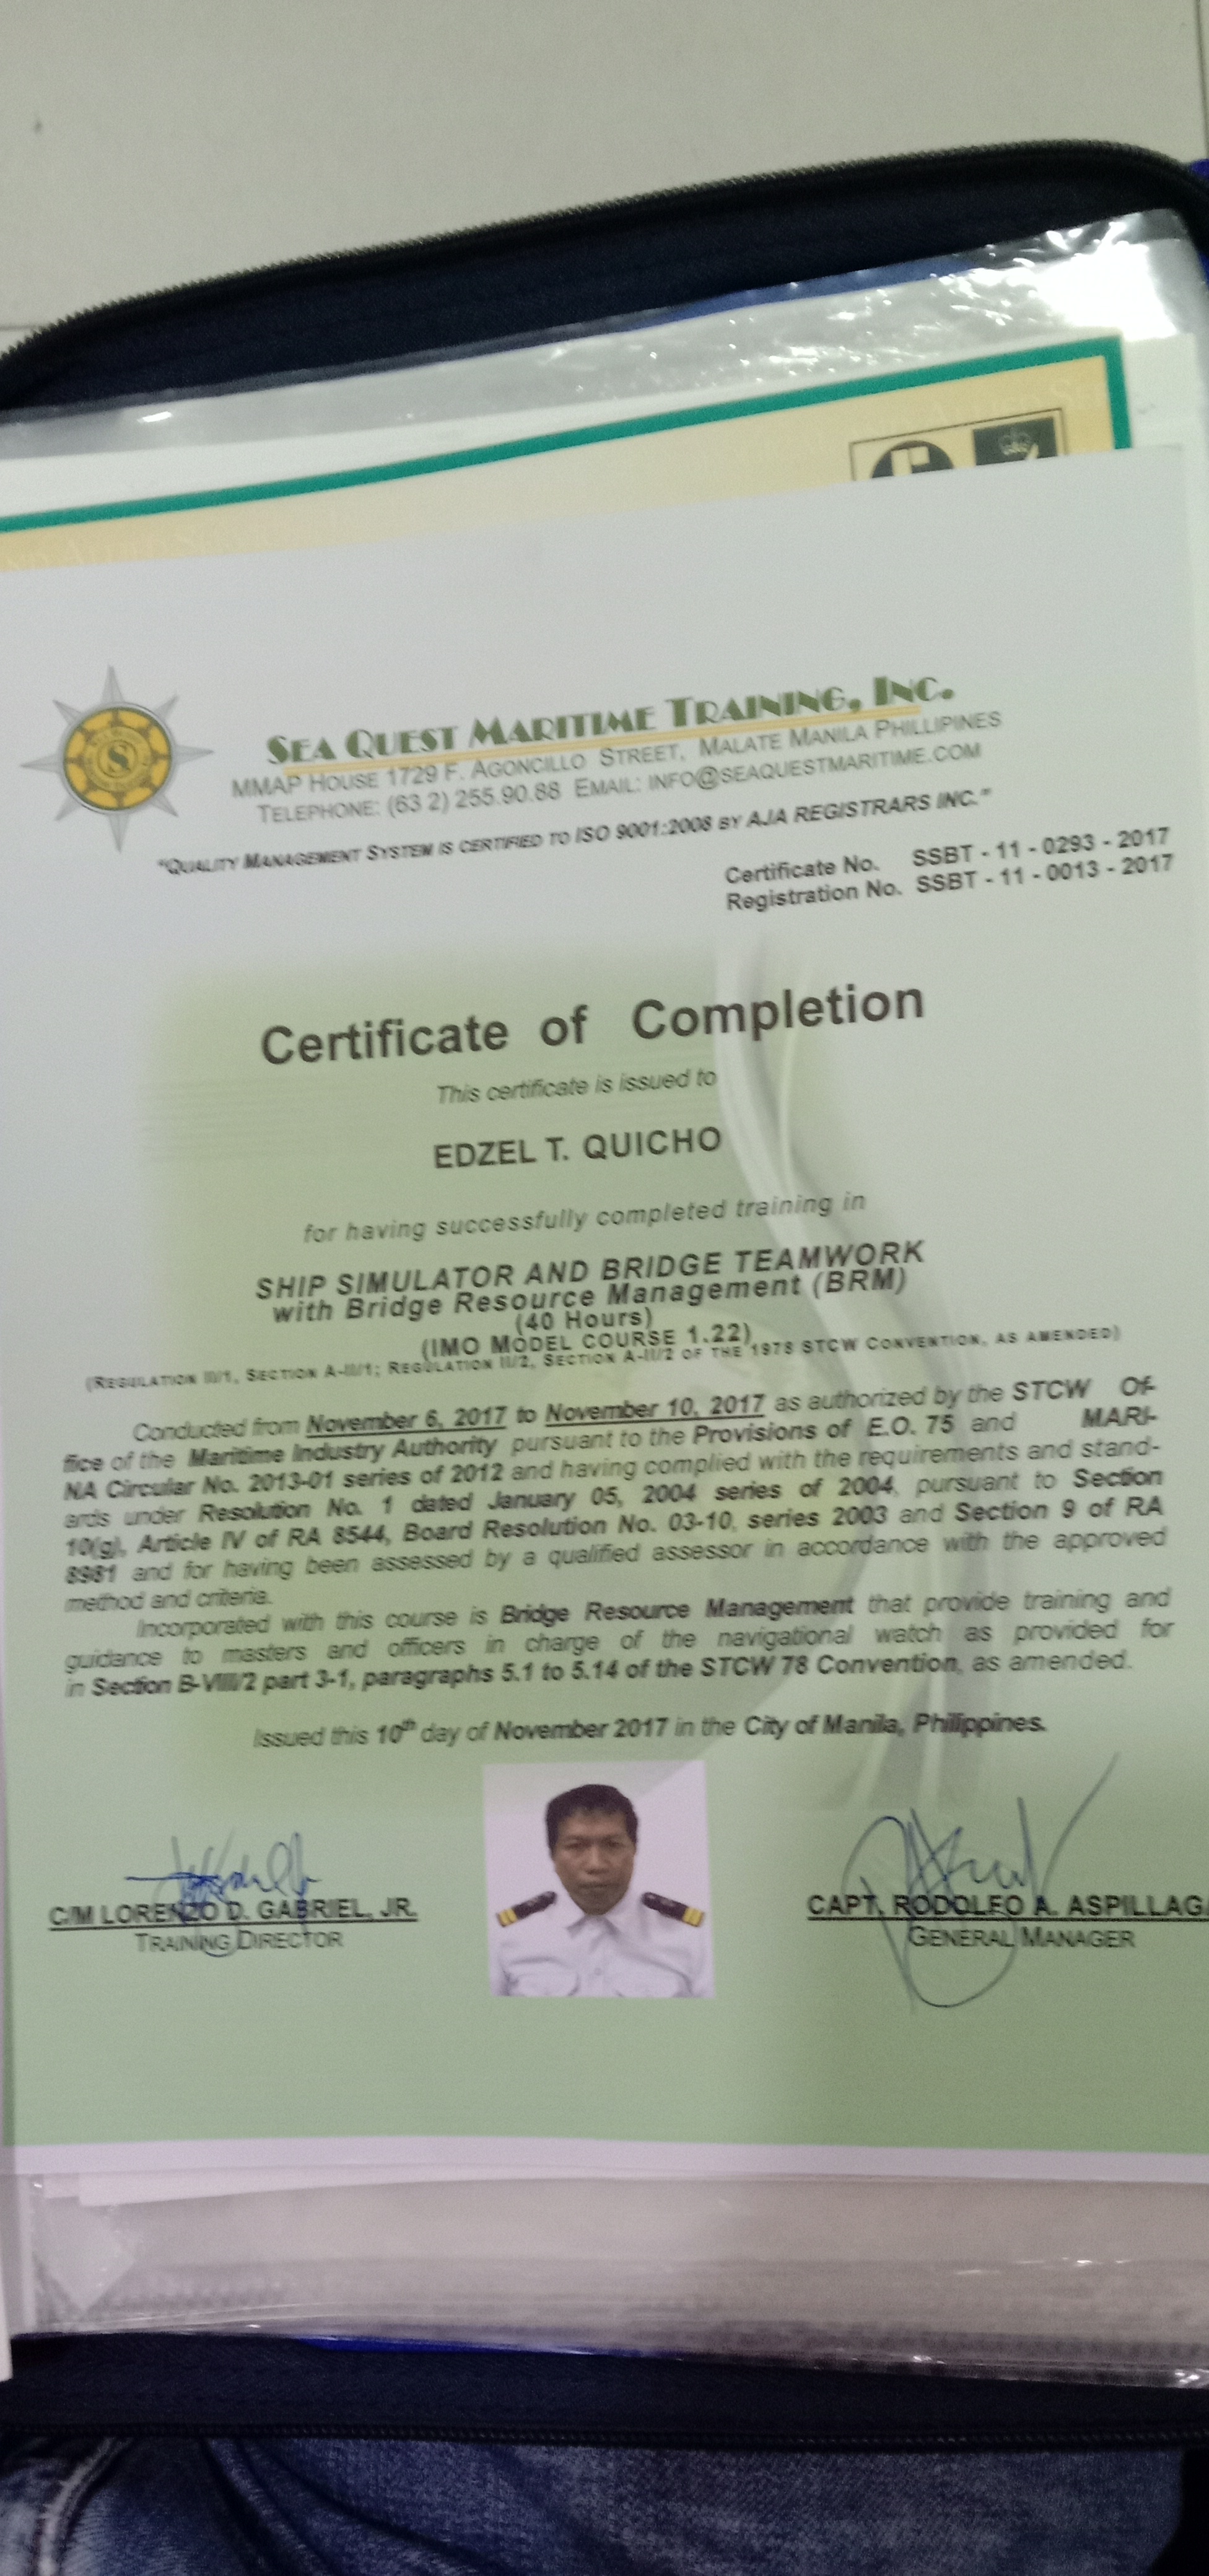 SEA QUEST MARITIME TRAINING, INC.
MMAP HOUSE 1729 F. AGONCILLO STREET, MALATE MANILA PHILLIPINES
TELEPHONE: (63 2) 255.90.88 EMAIL: INFO@SEAQUESTMARITIME.COM
"QUALITY MANAGEMENT SYSTEM IS CERTIFIED TO ISO 9001:2008 BY AJA REGISTRARS INC."
Certificate No. SSBT - 11 - 0293 - 2017
Registration No. SSBT - 11 - 0013 - 2017
S
Certificate of Completion
This certificate is issued to
EDZEL T. QUICHO
for having successfully completed training in
SHIP SIMULATOR AND BRIDGE TEAMWORK
with Bridge Resource Management (BRM)
(40 Hours)
(IMO MODEL COURSE 1.22)
(REGULATION II/1, SECTION A-II/1; REGULATION II/2, SECTION A-II/2 OF THE 1978 STCW CONVENTION, AS AMENDED)
Conducted from November 6, 2017 to November 10, 2017 as authorized by the STCW Of-
fice of the Maritime Industry Authority pursuant to the Provisions of E.O. 75 and MARI-
NA Circular No. 2013-01 series of 2012 and having complied with the requirements and stand-
ards under Resolution No. 1 dated January 05, 2004 series of 2004, pursuant to Section
10(g), Article IV of RA 8544, Board Resolution No. 03-10, series 2003 and Section 9 of RA
8981 and for having been assessed by a qualified assessor in accordance with the approved
method and criteria.
Incorporated with this course is Bridge Resource Management that provide training and
guidance to masters and officers in charge of the navigational watch as provided for
in Section B-VIII/2 part 3-1, paragraphs 5.1 to 5.14 of the STCW 78 Convention, as amended.
Issued this 10th day of November 2017 in the City of Manila, Philippines.
C/M LORENZO D. GABRIEL, JR.
TRAINING DIRECTOR
CAPT. RODOLFO A. ASPILLAGA
GENERAL MANAGER